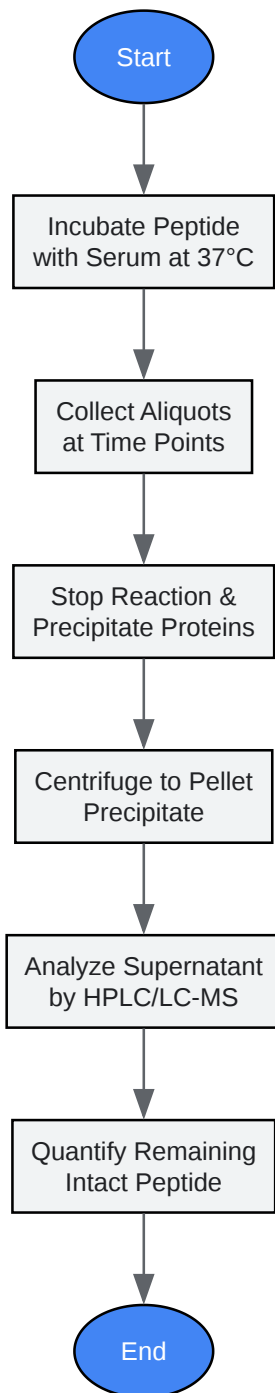 Start
Incubate Peptide
with Serum at 37°C
Collect Aliquots
at Time Points
Stop Reaction &
Precipitate Proteins
Centrifuge to Pellet
Precipitate
Analyze Supernatant
by HPLC/LC-MS
Quantify Remaining
Intact Peptide
End